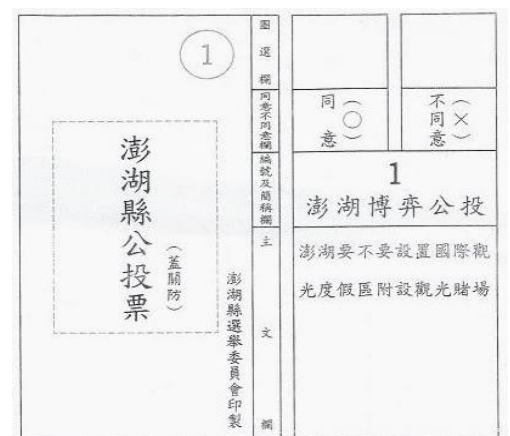 1
澎湖縣公投票
（蓋關防）
澎湖縣選舉委員會印製
圈選欄
同意不同意欄
編號及簡稱欄
主文欄
同意
（○）
不同意
（×）
1
澎湖博弈公投
澎湖要不要設置國際觀
光度假區附設觀光賭場